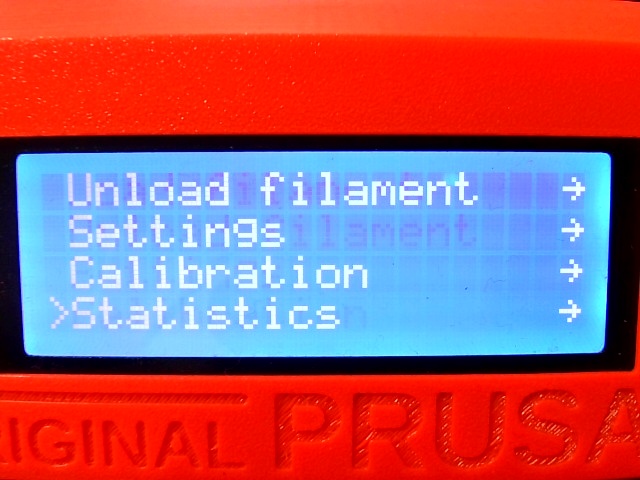 Unload filament →
Settings →
Calibration →
>Statistics →
RIGINAL PRUSA